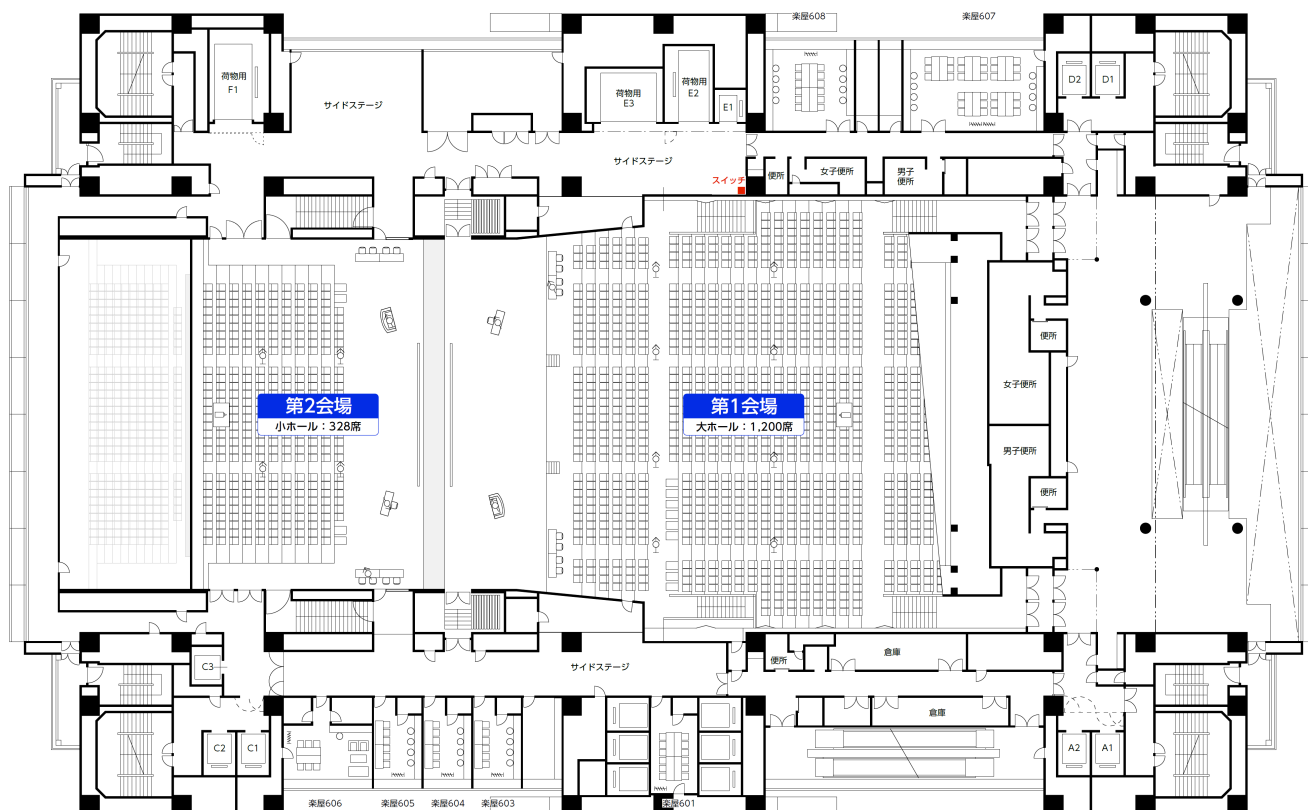 楽屋608
楽屋607
荷物用
F1
サイドステージ
荷物用
E3
荷物用
E2
E1
D2
D1
サイドステージ
スイッチ
便所
女子便所
男子
便所
便所
女子便所
第2会場
小ホール：328席
第1会場
大ホール：1,200席
男子便所
便所
C3
サイドステージ
便所
倉庫
倉庫
C2
C1
A2
A1
楽屋606
楽屋605
楽屋604
楽屋603
楽屋601